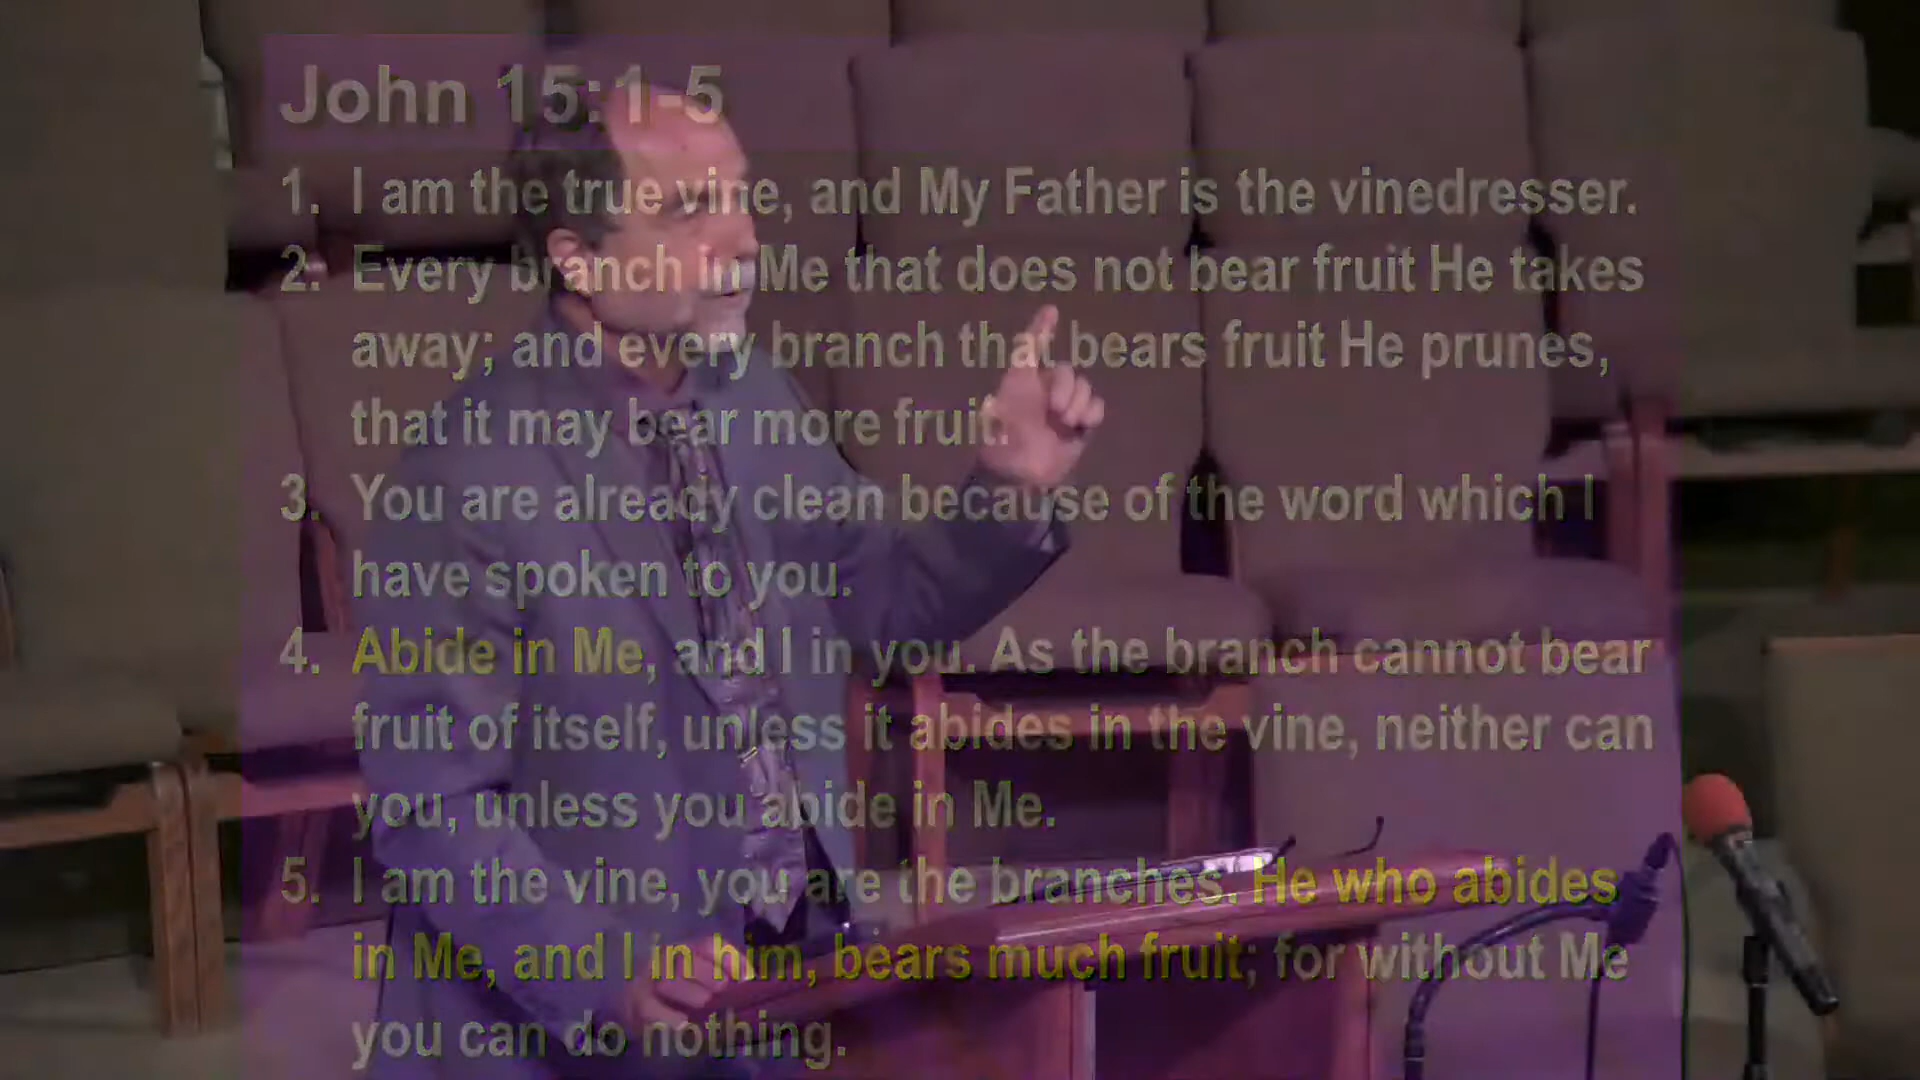 John 15:1-5
1. I am the true vine, and My Father is the vinedresser.
2. Every branch in Me that does not bear fruit He takes
away; and every branch that bears fruit He prunes,
that it may bear more fruit.
3. You are already clean because of the word which I
have spoken to you.
4. Abide in Me, and I in you. As the branch cannot bear
fruit of itself, unless it abides in the vine, neither can
you, unless you abide in Me.
5. I am the vine, you are the branches. He who abides
in Me, and I in him, bears much fruit; for without Me
you can do nothing.